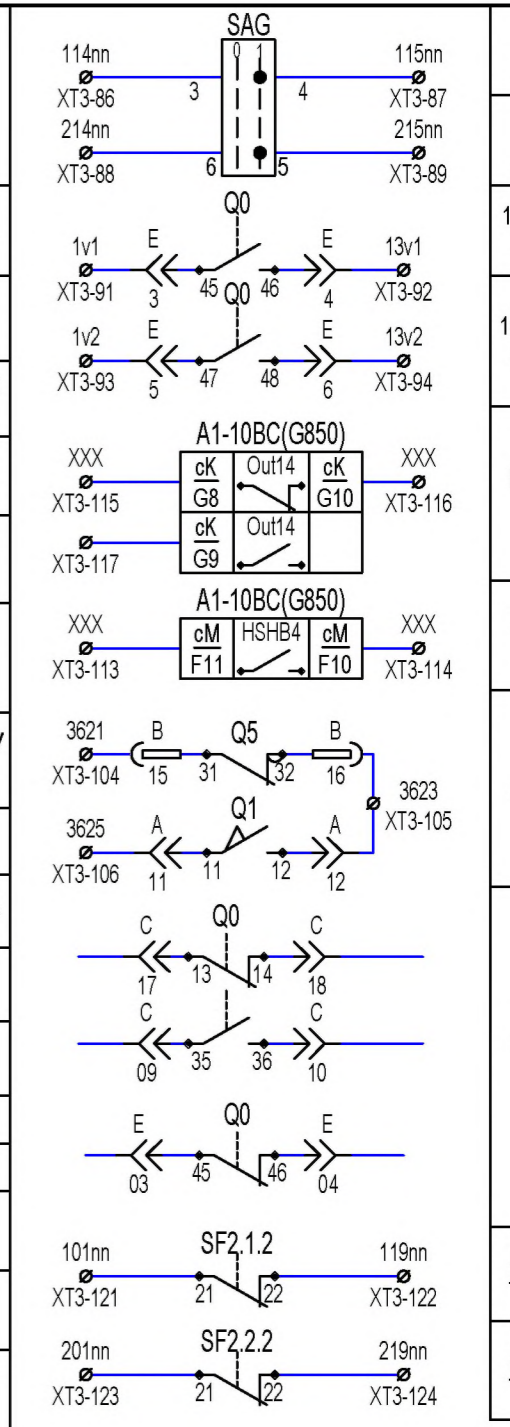 SAG
0 1
114nn 115nn
3 4
XT3-86 XT3-87
214nn 215nn
6 5
XT3-88 XT3-89
Q0
1v1 E E 13v1
XT3-91 3 45 46 4 XT3-92
Q0
1v2 E E 13v2
XT3-93 5 47 48 6 XT3-94
A1-10BC(G850)
XXX cK Out14 cK XXX
G8 G10
XT3-115 XT3-116
cK Out14
G9
XT3-117
A1-10BC(G850)
XXX cM HSHB4 cM XXX
F11 F10
XT3-113 XT3-114
3621 B Q5 B
XT3-104 15 31 32 16
3623
XT3-105
3625 A Q1 A
XT3-106 11 11 12 12
C Q0 C
17 13 14 18
C C
09 35 36 10
E Q0 E
03 45 46 04
SF2.1.2
101nn 119nn
XT3-121 21 22 XT3-122
SF2.2.2
201nn 219nn
XT3-123 21 22 XT3-124